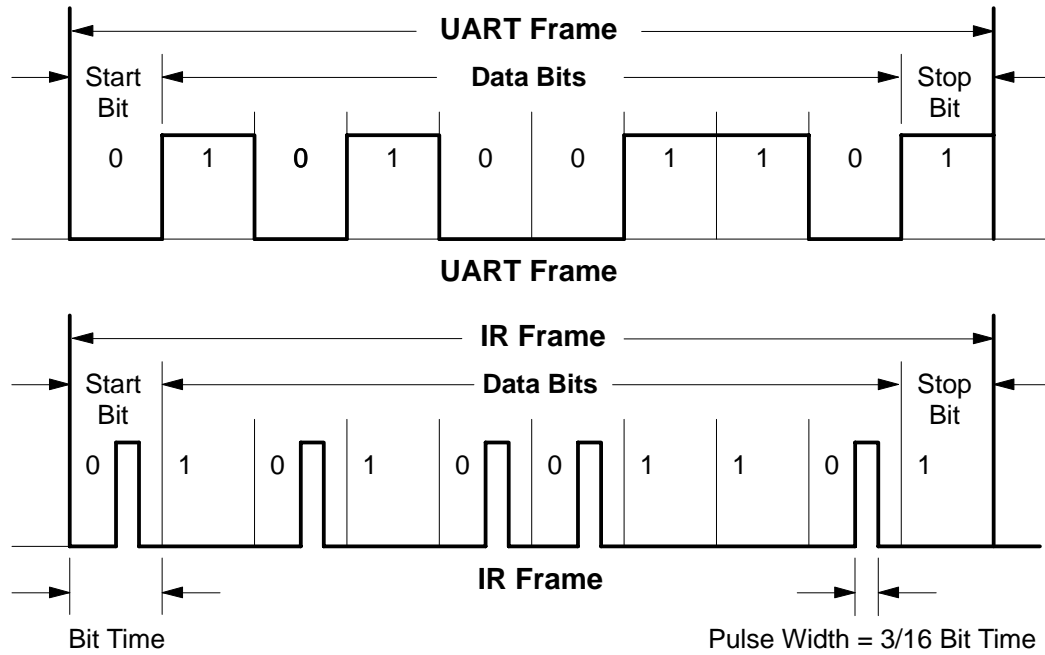 UART Frame
Start Bit
Data Bits
Stop Bit
0 1 0 1 0 0 1 1 0 1
UART Frame
IR Frame
Start Bit
Data Bits
Stop Bit
0 1 0 1 0 0 1 1 0 1
IR Frame
Bit Time
Pulse Width = 3/16 Bit Time